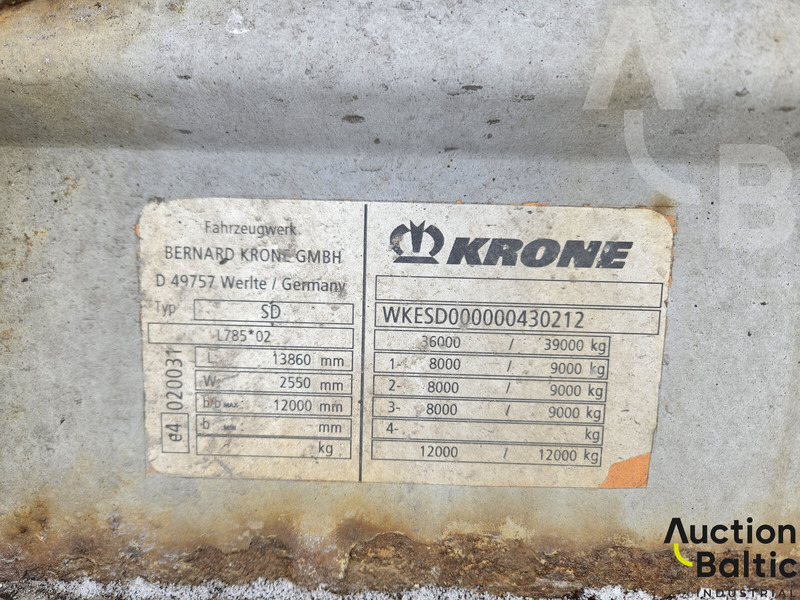 Fahrzeugwerk
BERNARD KRONE GMBH
D 49757 Werlte / Germany
Typ SD
L785*02
L: 13860 mm
W: 2550 mm
b/b MAX: 12000 mm
b MIN: mm
kg
e4 020031
KRONE
WKESD000000430212
36000 / 39000 kg
1- 8000 / 9000 kg
2- 8000 / 9000 kg
3- 8000 / 9000 kg
4- kg
12000 / 12000 kg
A
B
Auction
Baltic
INDUSTRIAL